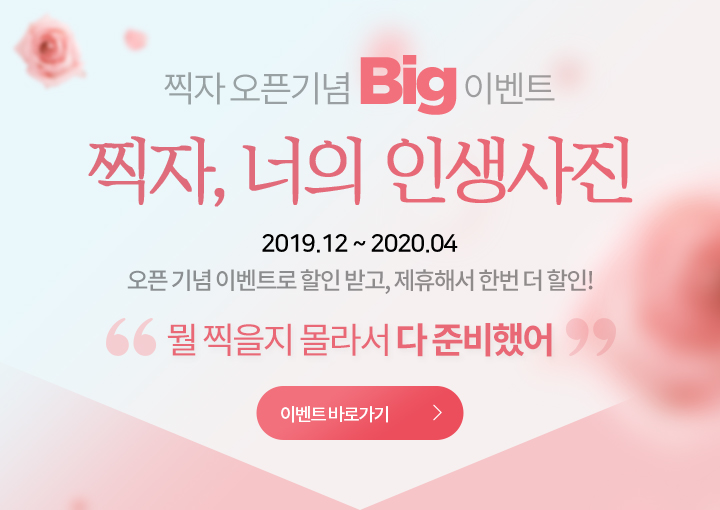 찍자 오픈기념 Big 이벤트
찍자, 너의 인생사진
2019.12 ~ 2020.04
오픈 기념 이벤트로 할인 받고, 제휴해서 한번 더 할인!
“ 뭘 찍을지 몰라서 다 준비했어 ”
이벤트 바로가기 >